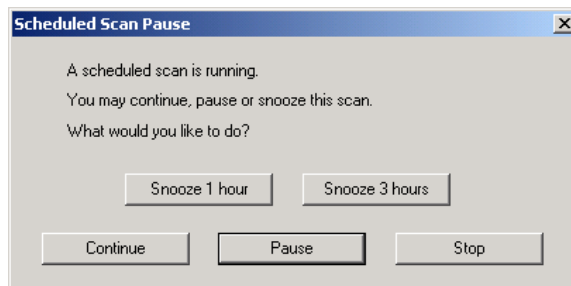 Scheduled Scan Pause
A scheduled scan is running.
You may continue, pause or snooze this scan.
What would you like to do?
Snooze 1 hour
Snooze 3 hours
Continue
Pause
Stop